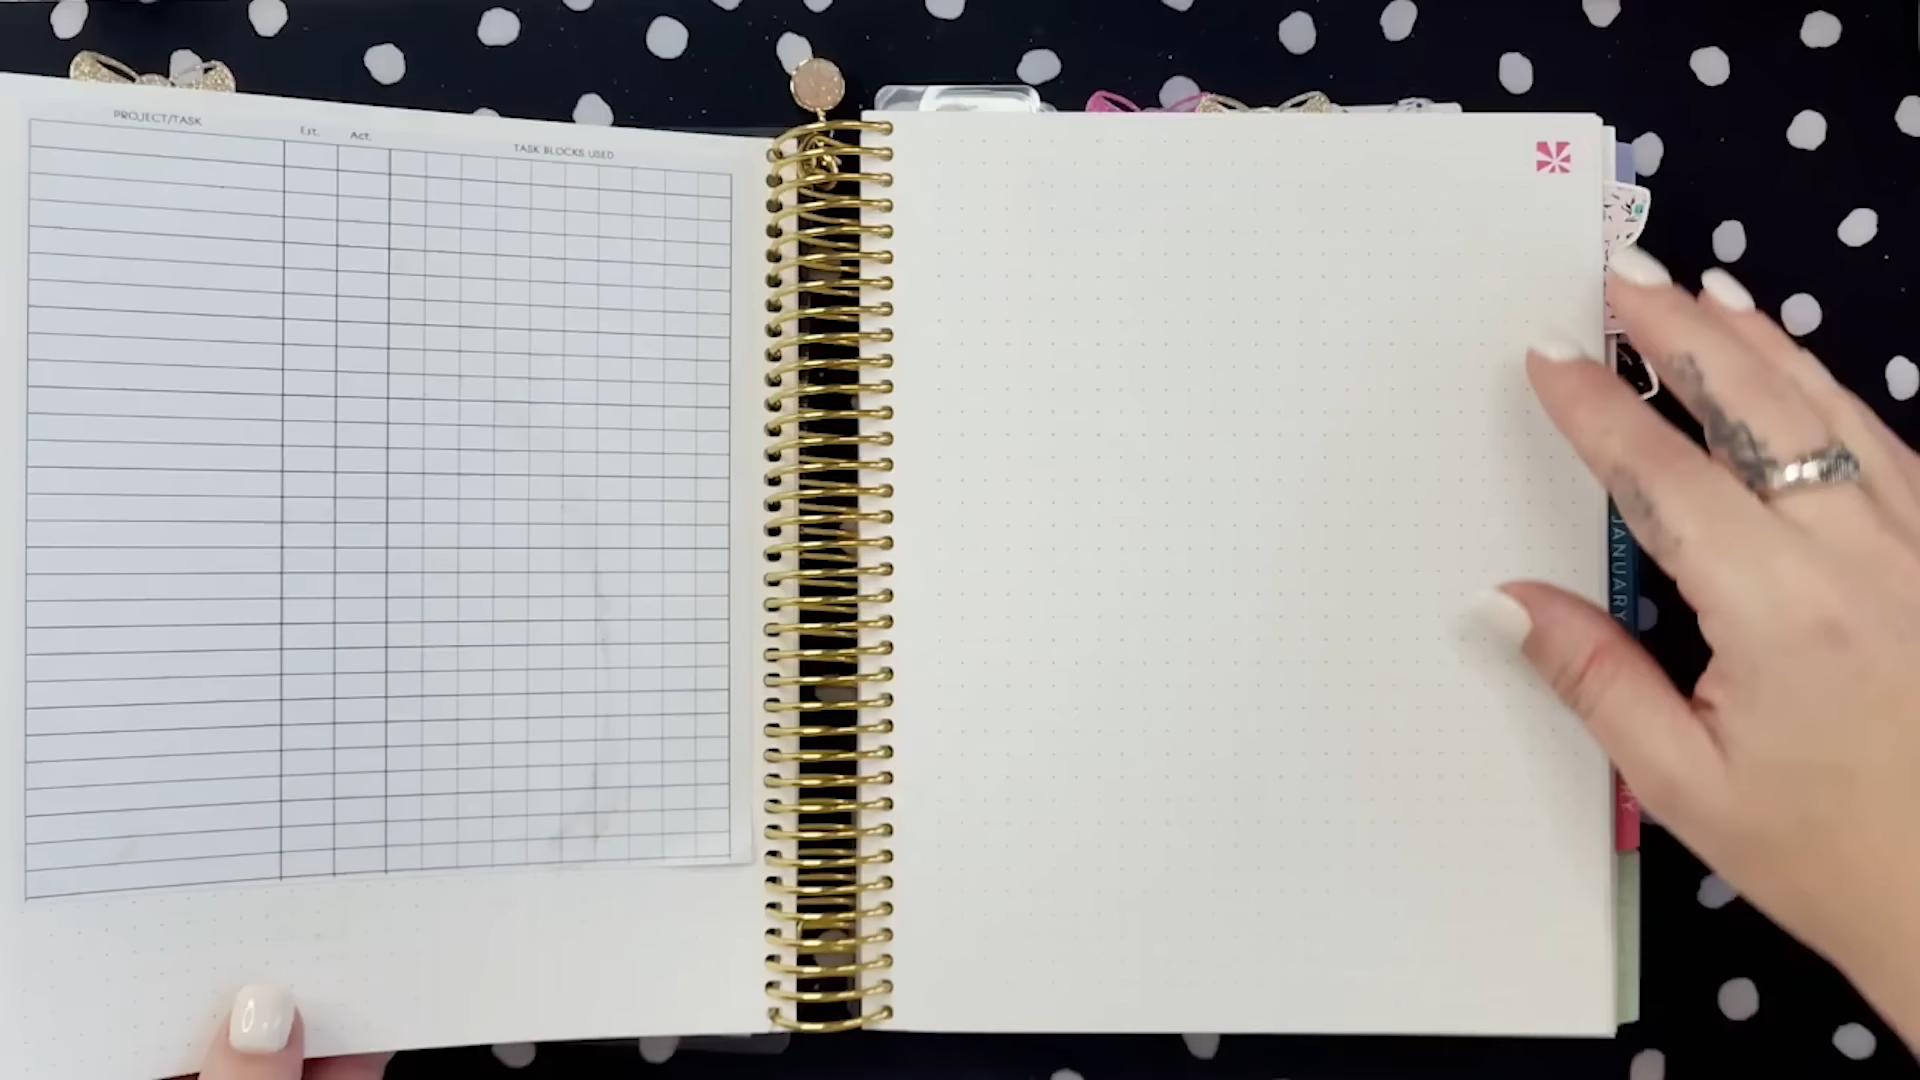 PROJECT/TASK
Est.
Act.
TASK BLOCKS USED
JANUARY